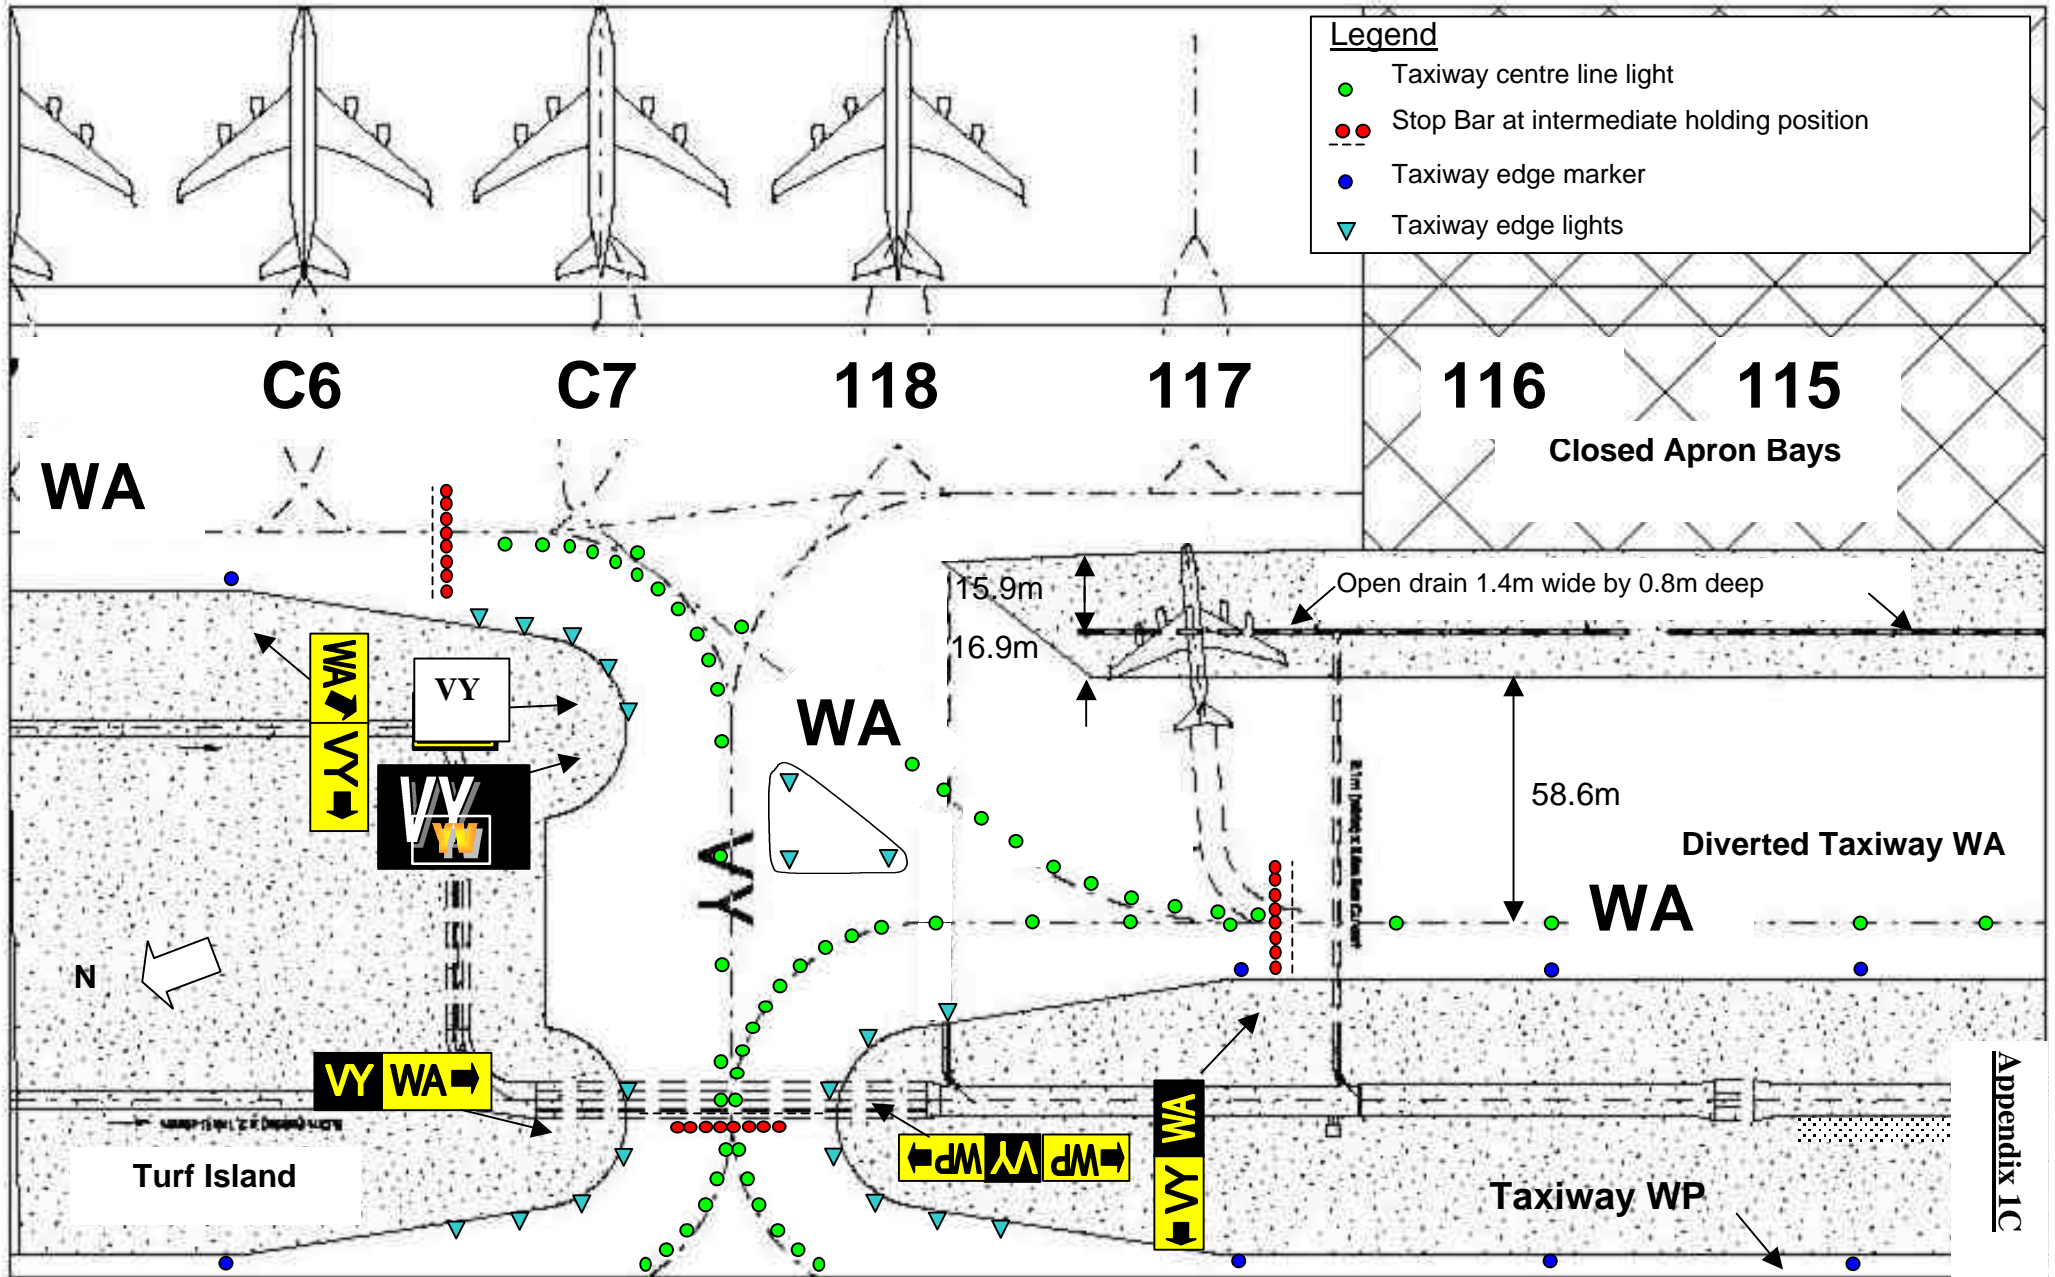 Legend
Taxiway centre line light
Stop Bar at intermediate holding position
Taxiway edge marker
Taxiway edge lights
C6 C7 118 117 116 115
Closed Apron Bays
WA
15.9m
Open drain 1.4m wide by 0.8m deep
16.9m
WA VY
VY
WA
VY
58.6m
Diverted Taxiway WA
VY
WA
N
VY WA
WP VY WP
WA VY
Turf Island
Taxiway WP
Appendix 1C